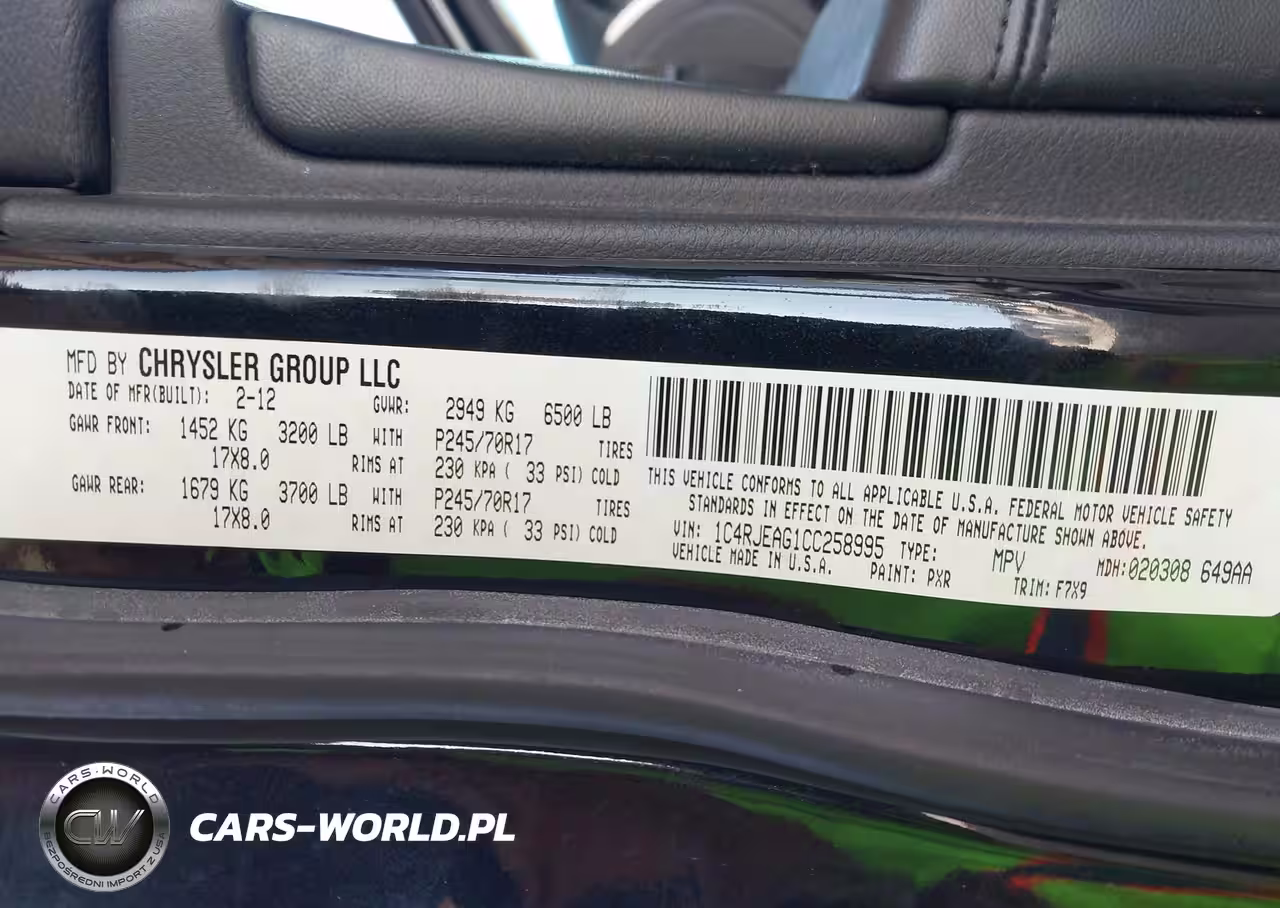 MFD BY CHRYSLER GROUP LLC
DATE OF MFR(BUILT): 2-12 GVWR: 2949 KG 6500 LB
GAWR FRONT: 1452 KG 3200 LB WITH P245/70R17 TIRES
17X8.0 RIMS AT 230 KPA ( 33 PSI) COLD
GAWR REAR: 1679 KG 3700 LB WITH P245/70R17 TIRES
17X8.0 RIMS AT 230 KPA ( 33 PSI) COLD
THIS VEHICLE CONFORMS TO ALL APPLICABLE U.S.A. FEDERAL MOTOR VEHICLE SAFETY
STANDARDS IN EFFECT ON THE DATE OF MANUFACTURE SHOWN ABOVE.
VIN: 1C4RJEAG1CC258995 TYPE: MPV MDH:020308 649AA
VEHICLE MADE IN U.S.A. PAINT: PXR TRIM: F7X9
CARS-WORLD
CW
BEZPOŚREDNI IMPORT Z USA
CARS-WORLD.PL